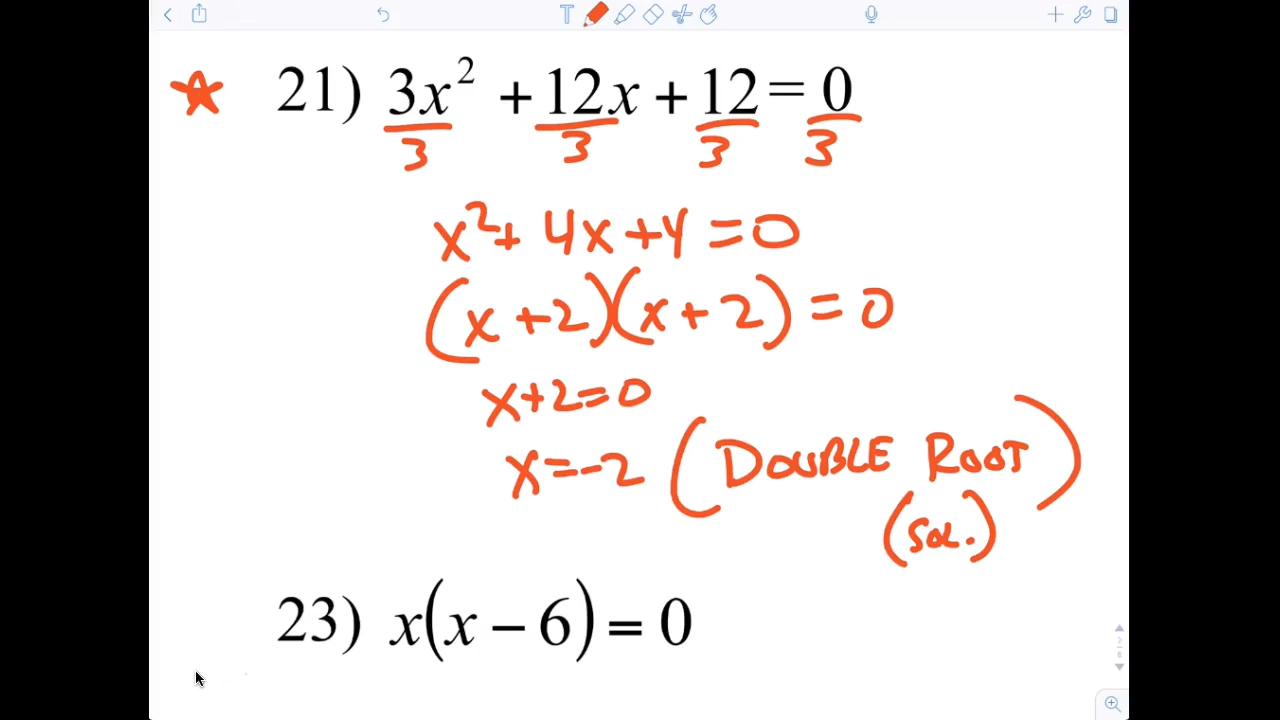 21) 3x² + 12x + 12 = 0
3 3 3 3
x² + 4x + 4 = 0
(x + 2)(x + 2) = 0
x + 2 = 0
x = -2 (DOUBLE ROOT)
(SOL.)
23) x(x − 6) = 0